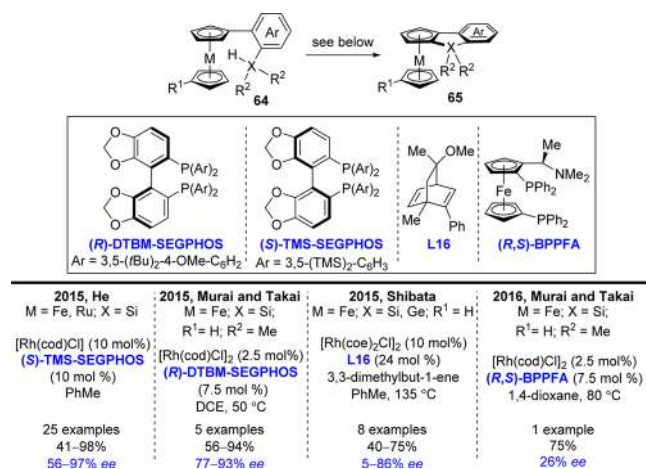 Ar
H
X
R2
R2
M
R1
64
see below
Ar
X
R2 R2
M
R1
65
O
O
P(Ar)2
P(Ar)2
O
O
(R)-DTBM-SEGPHOS
Ar = 3,5-(tBu)2-4-OMe-C6H2
O
O
P(Ar)2
P(Ar)2
O
O
(S)-TMS-SEGPHOS
Ar = 3,5-(TMS)2-C6H3
Me OMe
Me
Ph
L16
Me
NMe2
PPh2
Fe
PPh2
(R,S)-BPPFA
2015, He
M = Fe, Ru; X = Si
[Rh(cod)Cl] (10 mol%)
(S)-TMS-SEGPHOS
(10 mol %)
PhMe
25 examples
41–98%
56–97% ee
2015, Murai and Takai
M = Fe; X = Si;
R1= H; R2 = Me
[Rh(cod)Cl]2 (2.5 mol%)
(R)-DTBM-SEGPHOS
(7.5 mol%)
DCE, 50 °C
5 examples
56–94%
77–93% ee
2015, Shibata
M = Fe; X = Si, Ge; R1 = H
[Rh(coe)2Cl]2 (10 mol%)
L16 (24 mol %)
3,3-dimethylbut-1-ene
PhMe, 135 °C
8 examples
40–75%
5–86% ee
2016, Murai and Takai
M = Fe; X = Si;
R1= H; R2 = Me
[Rh(cod)Cl]2 (2.5 mol%)
(R,S)-BPPFA (7.5 mol%)
1,4-dioxane, 80 °C
1 example
75%
26% ee